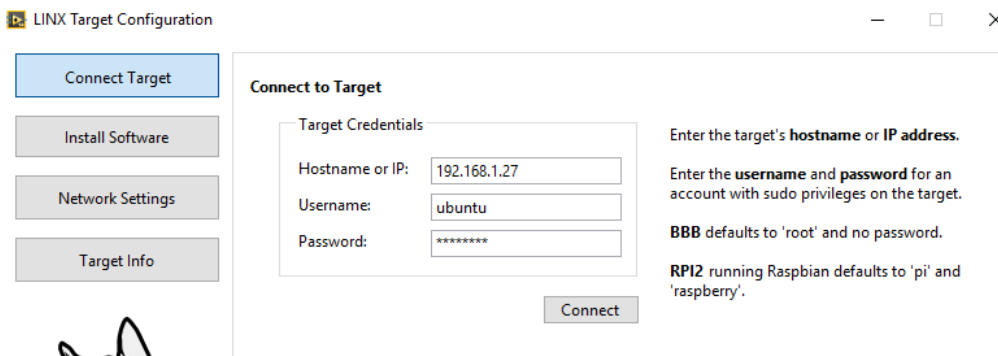 LINX Target Configuration
Connect Target
Install Software
Network Settings
Target Info
Connect to Target
Target Credentials
Hostname or IP: 192.168.1.27
Username: ubuntu
Password: ********
Connect
Enter the target's hostname or IP address.
Enter the username and password for an
account with sudo privileges on the target.
BBB defaults to 'root' and no password.
RPI2 running Raspbian defaults to 'pi' and
'raspberry'.